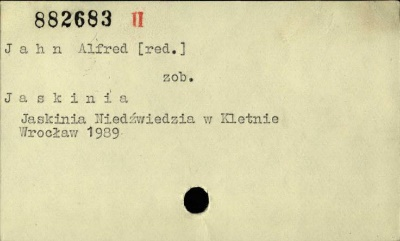 882683 II
Jahn Alfred [red.]
zob.
Jaskinia
Jaskinia Niedźwiedzia w Kletnie
Wrocław 1989